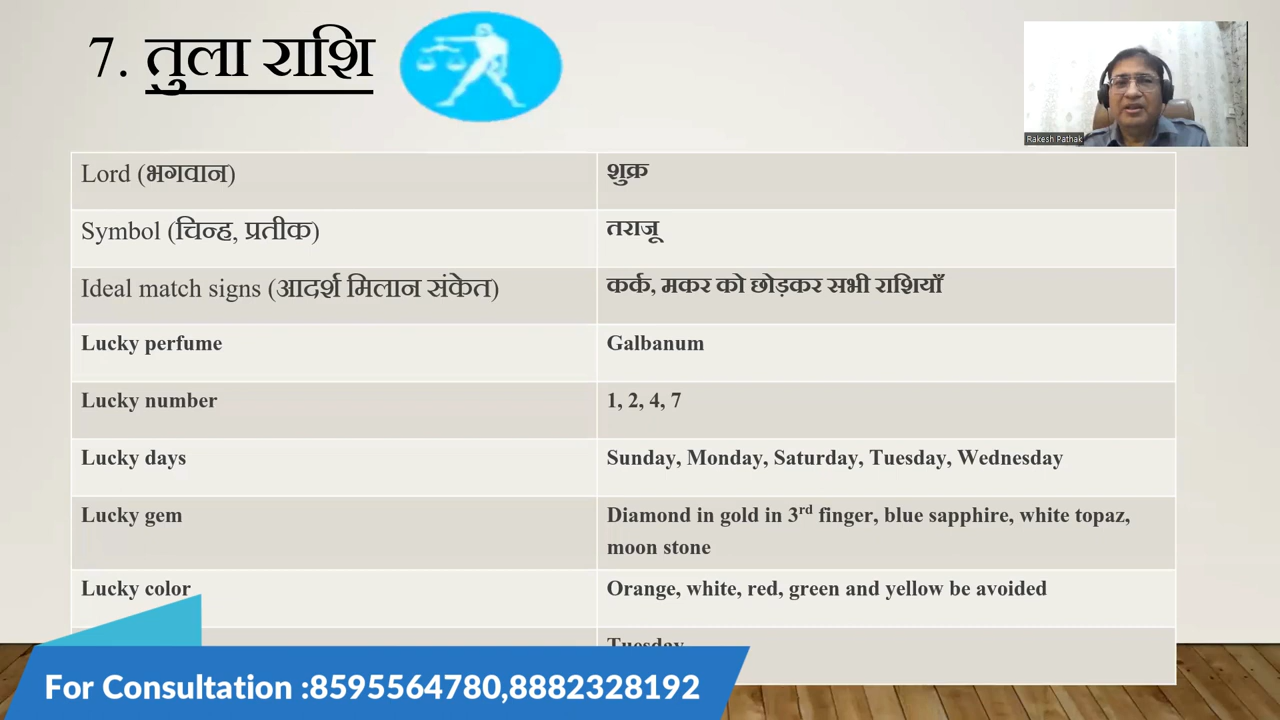 7. तुला राशि
Rakesh Pathak
Lord (भगवान)
शुक्र
Symbol (चिन्ह, प्रतीक)
तराजू
Ideal match signs (आदर्श मिलान संकेत)
कर्क, मकर को छोड़कर सभी राशियाँ
Lucky perfume
Galbanum
Lucky number
1, 2, 4, 7
Lucky days
Sunday, Monday, Saturday, Tuesday, Wednesday
Lucky gem
Diamond in gold in 3rd finger, blue sapphire, white topaz,
moon stone
Lucky color
Orange, white, red, green and yellow be avoided
Tuesday
For Consultation :8595564780,8882328192